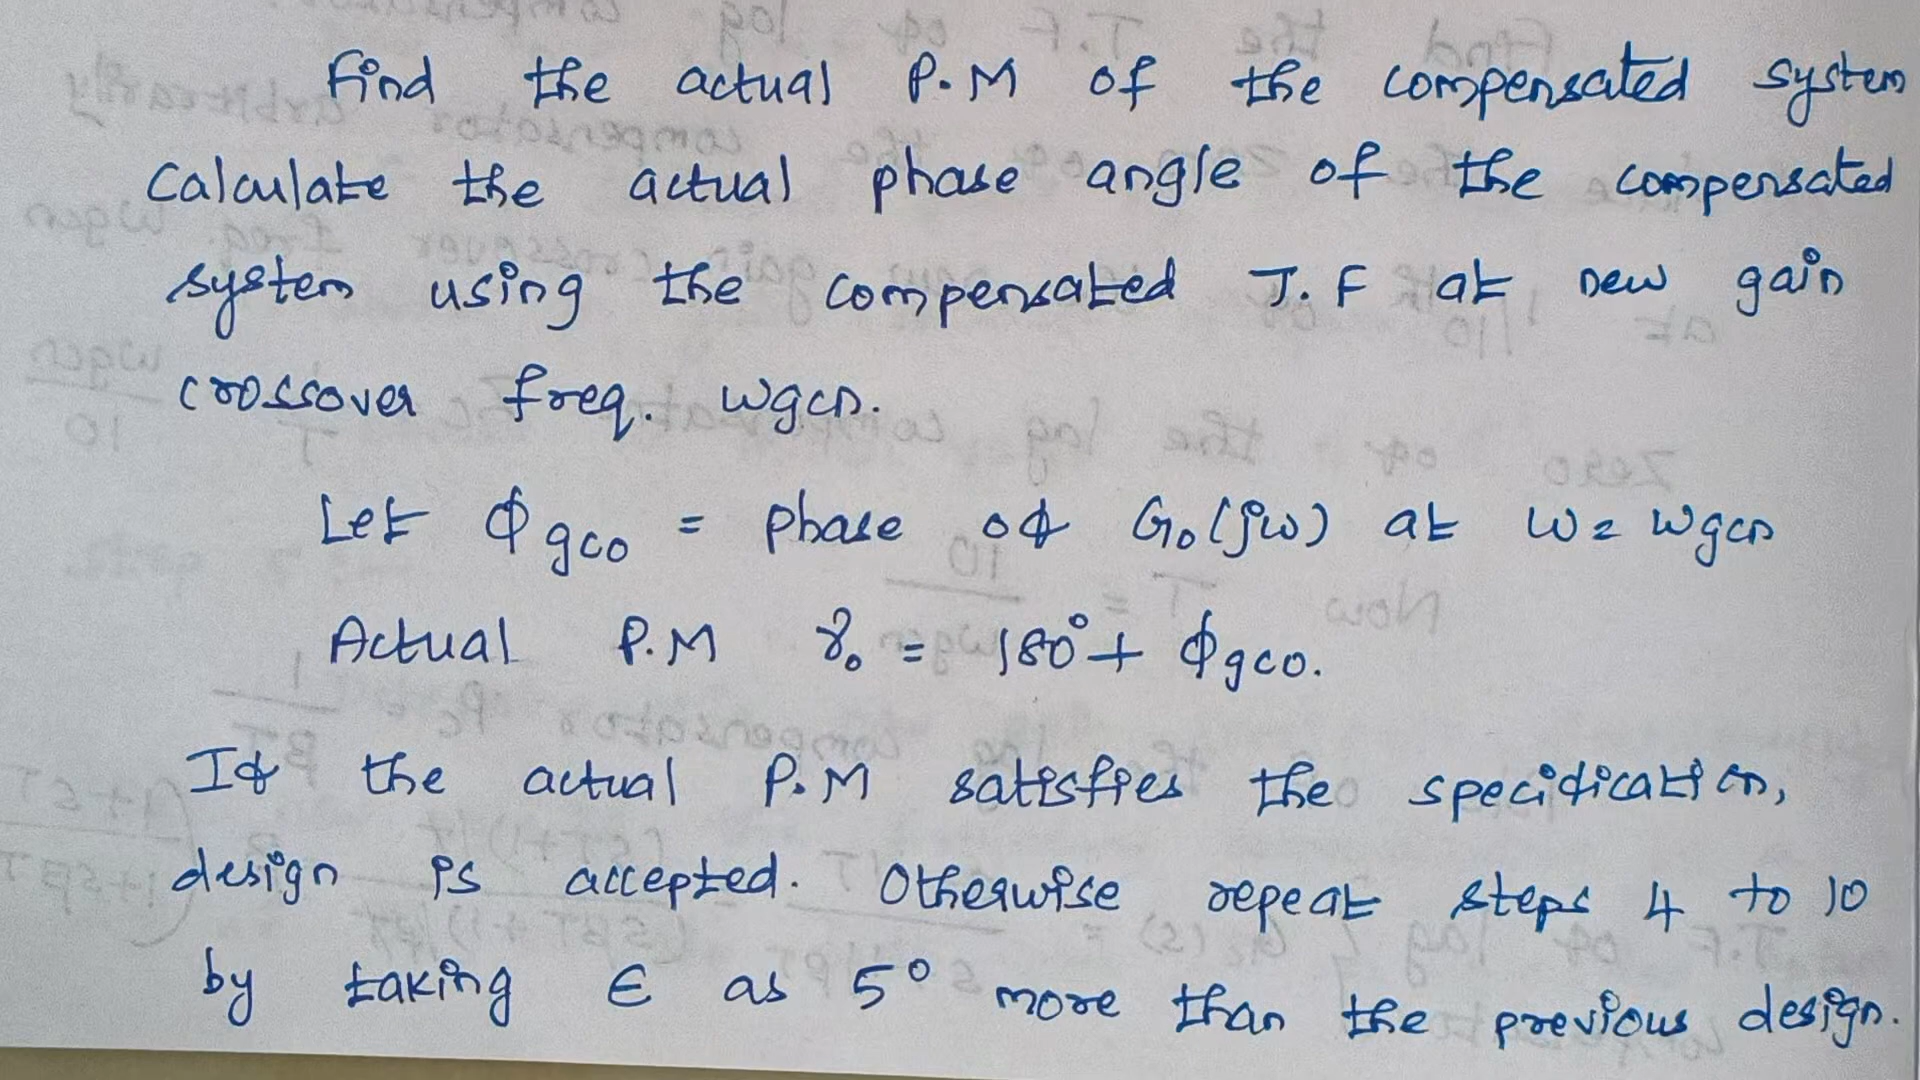 Find the actual P.M of the compensated system
Calculate the actual phase angle of the compensated
system using the compensated T.F at new gain
crossover freq. wgcn.
Let ϕgco = phase of G₀(jω) at ω = ωgcn
Actual P.M γ₀ = 180° + ϕgco.
If the actual P.M satisfies the specification,
design is accepted. Otherwise repeat steps 4 to 10
by taking ∈ as 5° more than the previous design.